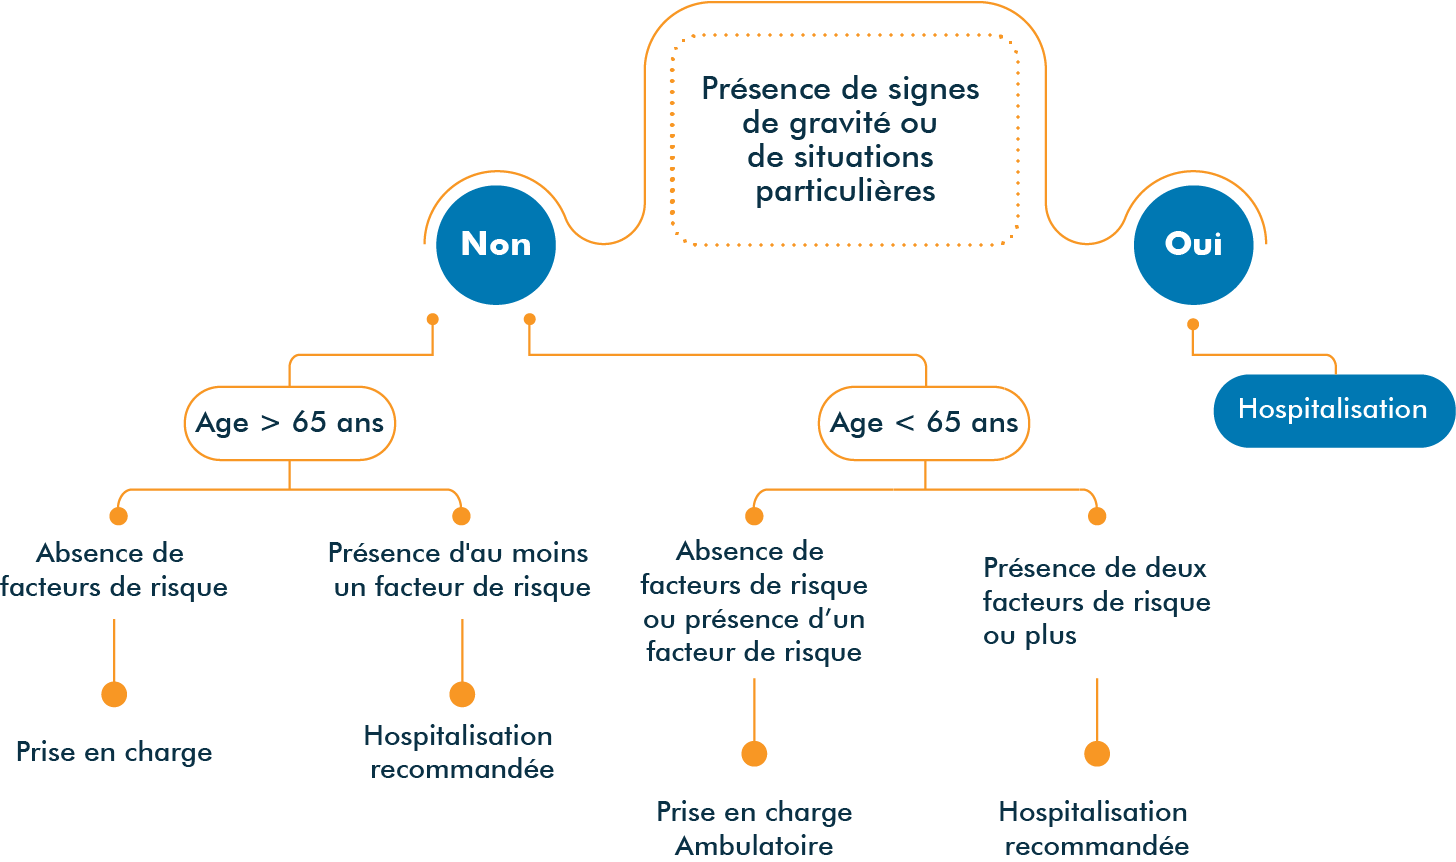 Présence de signes
de gravité ou
de situations
particulières
Non
Oui
Age > 65 ans
Age < 65 ans
Hospitalisation
Absence de
facteurs de risque
Présence d'au moins
un facteur de risque
Absence de
facteurs de risque
ou présence d’un
facteur de risque
Présence de deux
facteurs de risque
ou plus
Prise en charge
Hospitalisation
recommandée
Prise en charge
Ambulatoire
Hospitalisation
recommandée